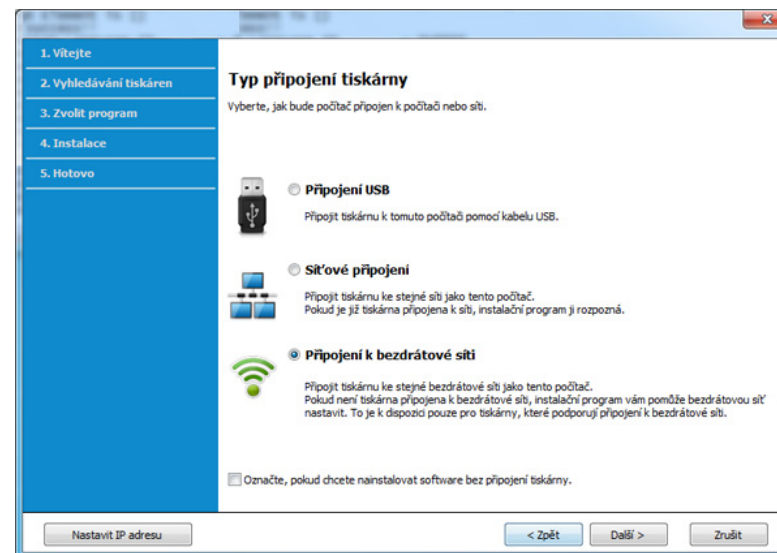 1. Vítejte
2. Vyhledávání tiskáren
3. Zvolit program
4. Instalace
5. Hotovo
Typ připojení tiskárny
Vyberte, jak bude počítač připojen k počítači nebo síti.
Připojení USB
Připojit tiskárnu k tomuto počítači pomocí kabelu USB.
Síťové připojení
Připojit tiskárnu ke stejné síti jako tento počítač.
Pokud je již tiskárna připojena k síti, instalační program ji rozpozná.
Připojení k bezdrátové síti
Připojit tiskárnu ke stejné bezdrátové síti jako tento počítač.
Pokud není tiskárna připojena k bezdrátové síti, instalační program vám pomůže bezdrátovou síť
nastavit. To je k dispozici pouze pro tiskárny, které podporují připojení k bezdrátové síti.
Označte, pokud chcete nainstalovat software bez připojení tiskárny.
Nastavit IP adresu
< Zpět
Další >
Zrušit